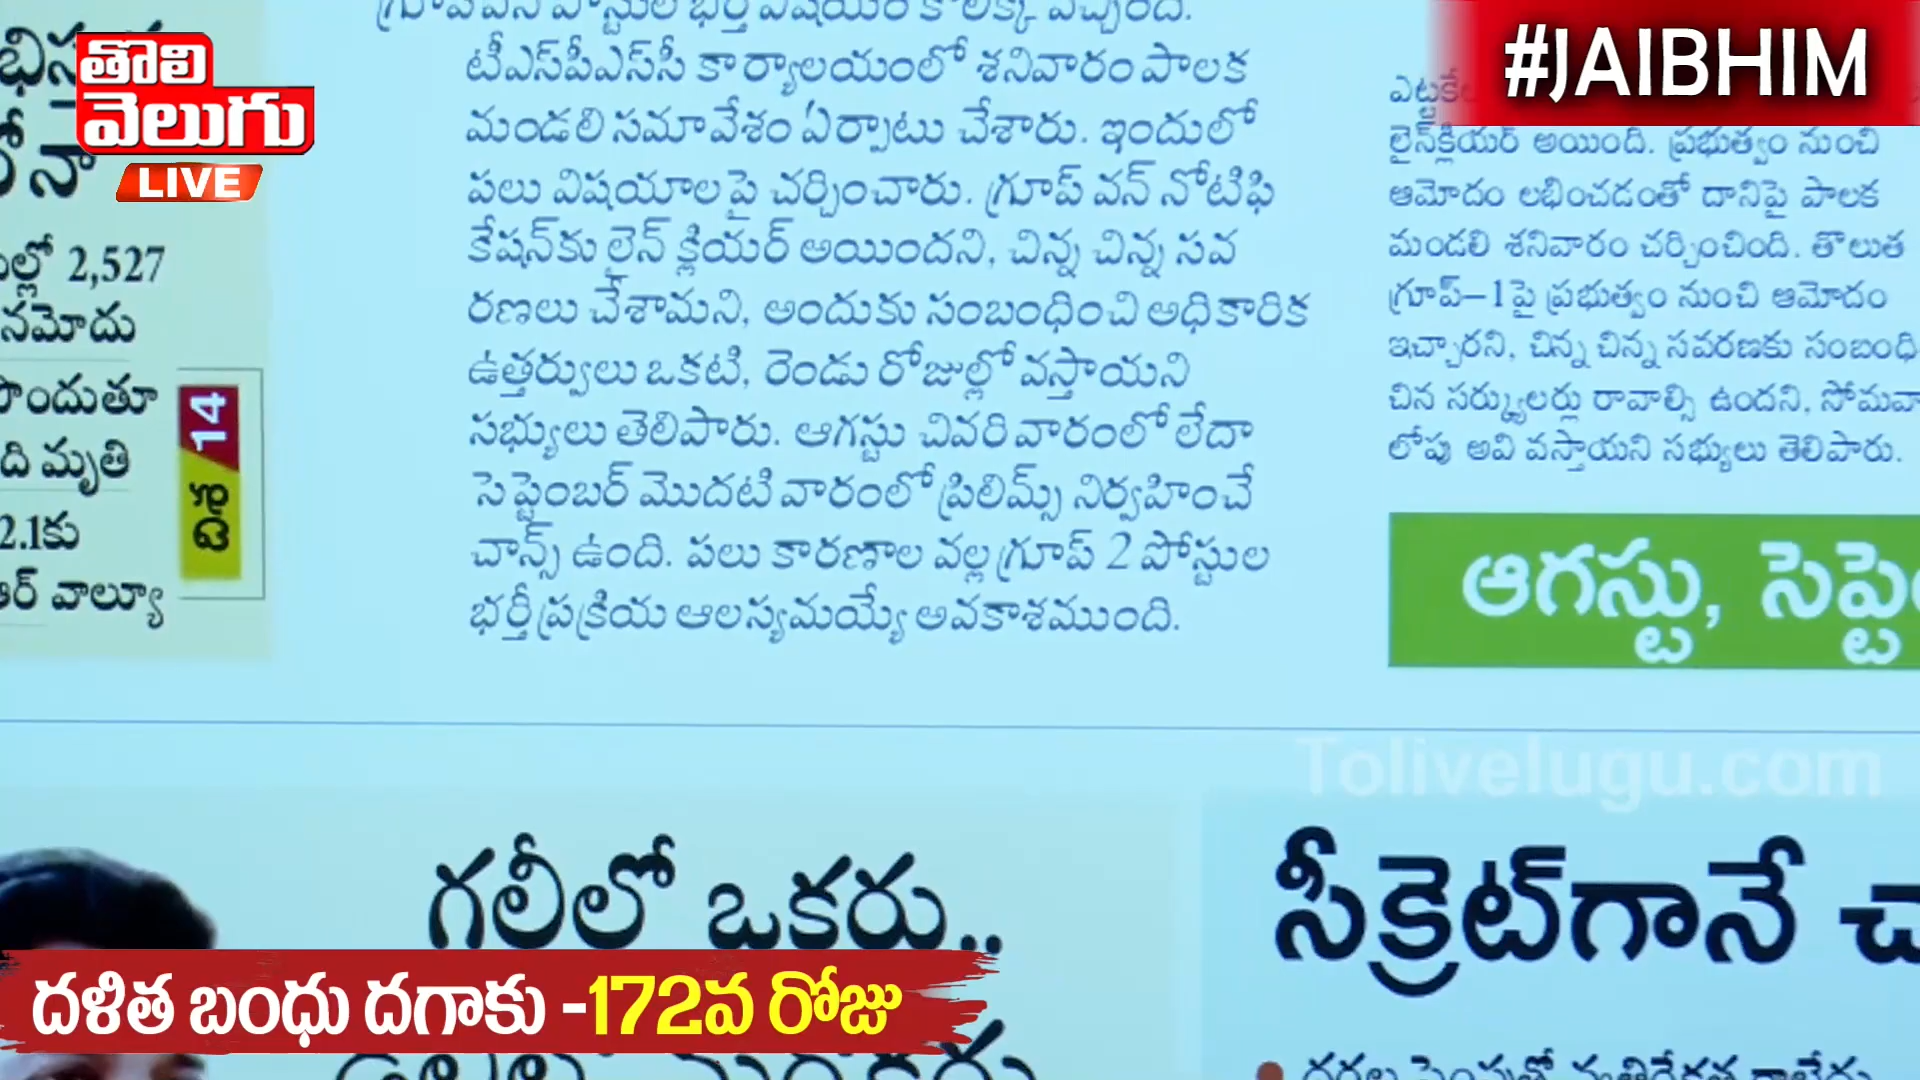 తొలి
వెలుగు
LIVE
#JAIBHIM
2,527
నమోదు
పొందుతూ
ది మృతి
2.1కు
ఆర్ వాల్యూ
14
దిశ
టీఎస్‌పీఎస్‌సీ కార్యాలయంలో శనివారం పాలక
మండలి సమావేశం ఏర్పాటు చేశారు. ఇందులో
పలు విషయాలపై చర్చించారు. గ్రూప్ వన్ నోటిఫి
కేషన్‌కు లైన్ క్లియర్ అయిందని, చిన్న చిన్న సవ
రణలు చేశామని, అందుకు సంబంధించి అధికారిక
ఉత్తర్వులు ఒకటి, రెండు రోజుల్లో వస్తాయని
సభ్యులు తెలిపారు. ఆగస్టు చివరి వారంలో లేదా
సెప్టెంబర్ మొదటి వారంలో ప్రిలిమ్స్ నిర్వహించే
చాన్స్ ఉంది. పలు కారణాల వల్ల గ్రూప్ 2 పోస్టుల
భర్తీ ప్రక్రియ ఆలస్యమయ్యే అవకాశముంది.
లైన్‌క్లియర్ అయింది. ప్రభుత్వం నుంచి
ఆమోదం లభించడంతో దానిపై పాలక
మండలి శనివారం చర్చించింది. తొలుత
గ్రూప్–1పై ప్రభుత్వం నుంచి ఆమోదం
ఇచ్చారని, చిన్న చిన్న సవరణకు సంబంధి
చిన సర్క్యులర్లు రావాల్సి ఉందని, సోమవా
లోపు అవి వస్తాయని సభ్యులు తెలిపారు.
ఆగస్టు, సెప్టె
Tolivelugu.com
గలీలో ఒకరు..
సీక్రెట్‌గానే చ
దళిత బంధు దగాకు -172వ రోజు